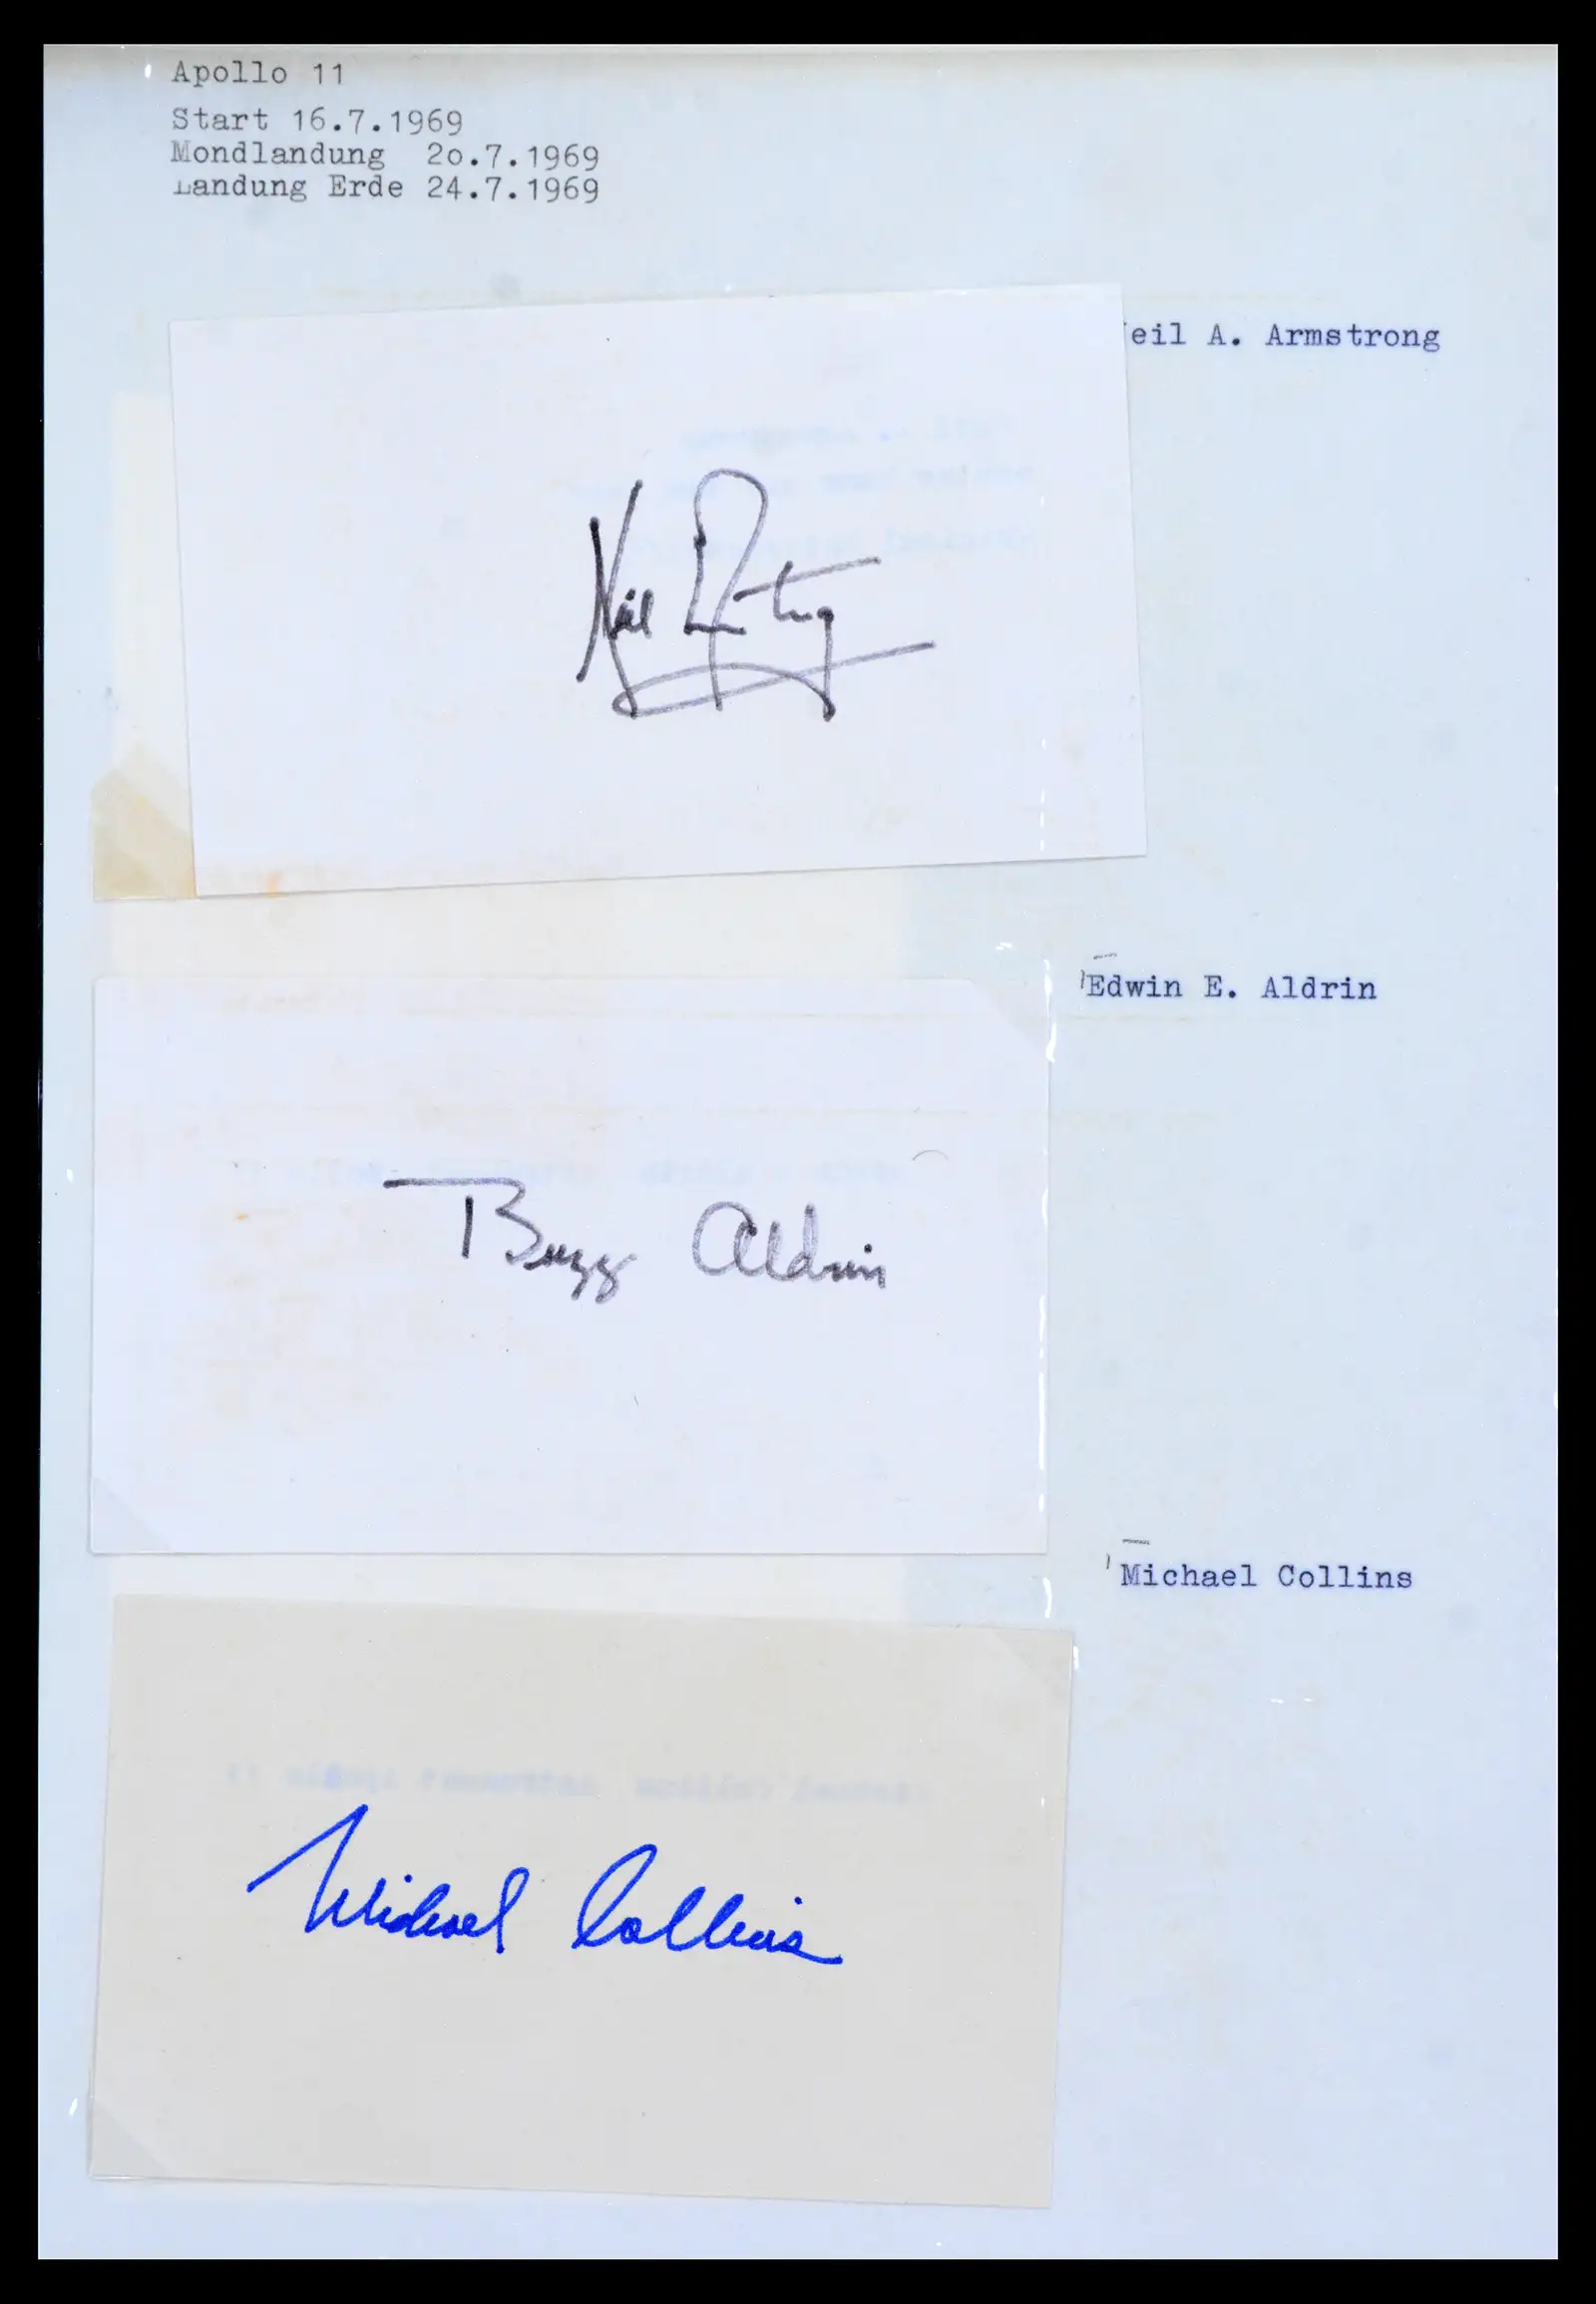 Apollo 11
Start 16.7.1969
Mondlandung 2o.7.1969
Landung Erde 24.7.1969
eil A. Armstrong
Neil Armstrong
Edwin E. Aldrin
Buzz Aldrin
Michael Collins
Michael Collins